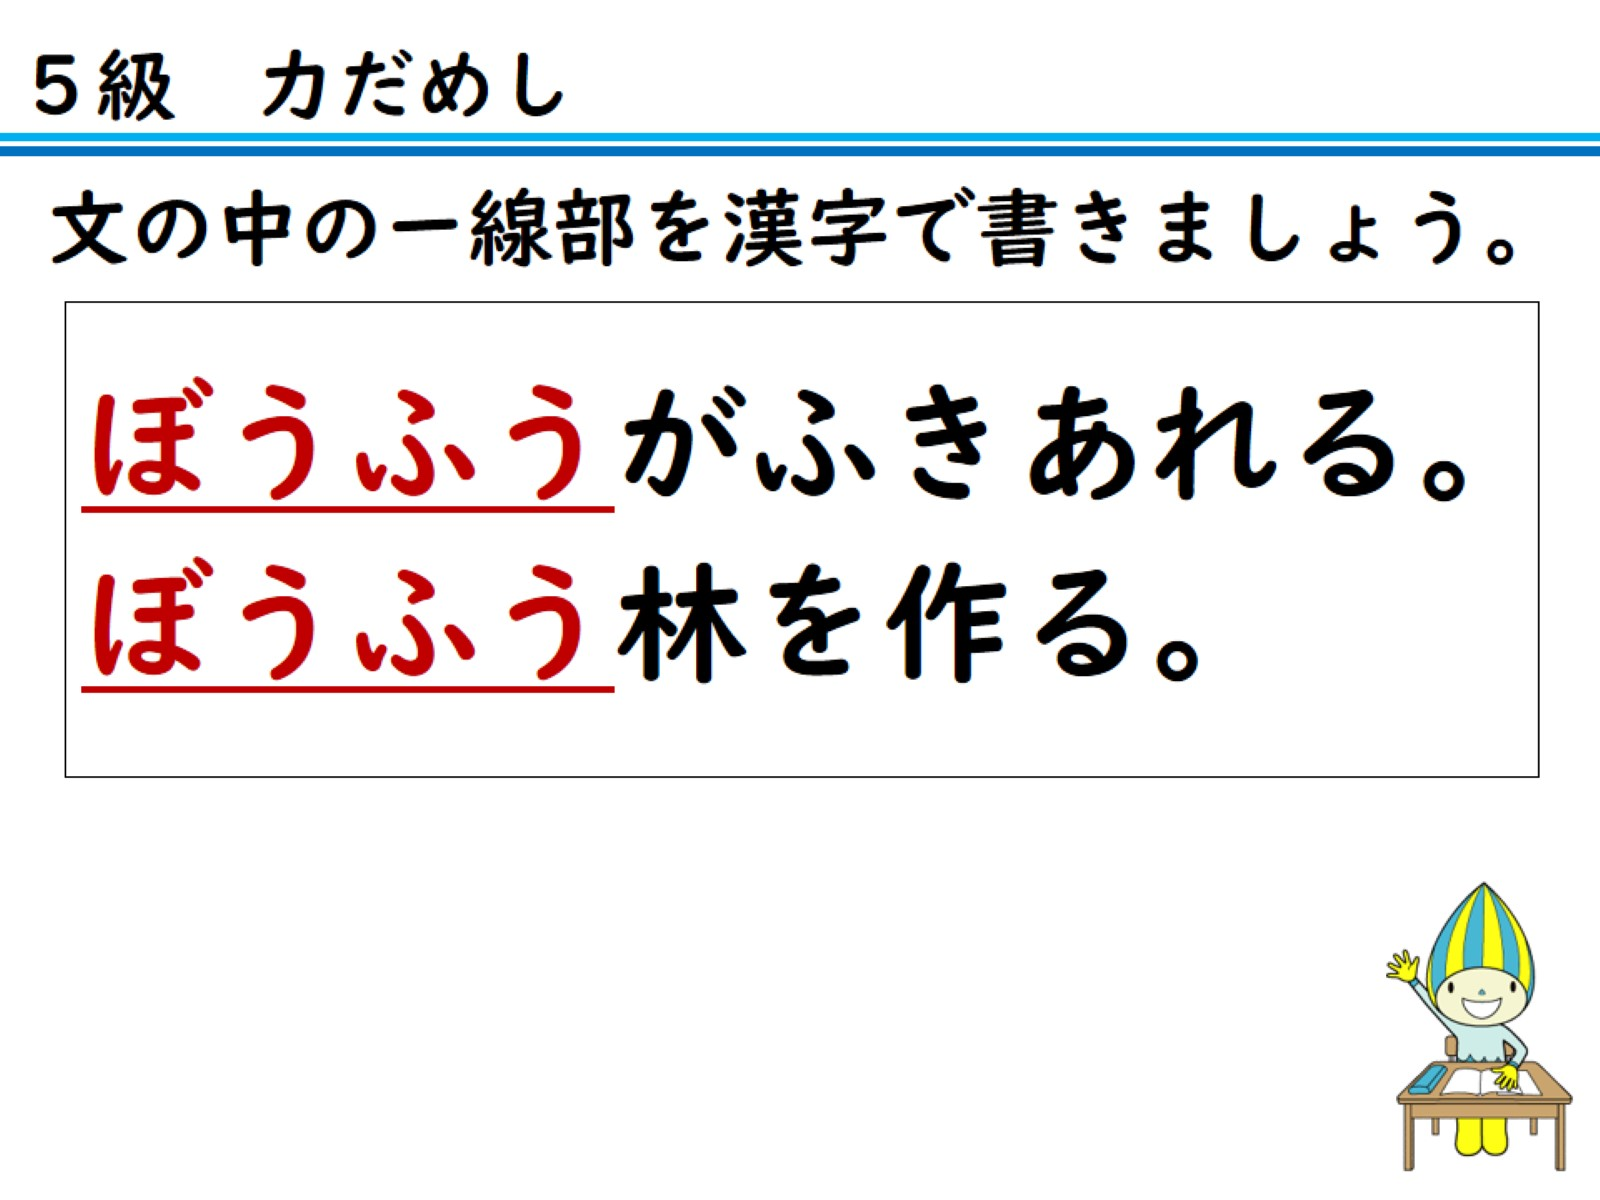 ５級　力だめし
文の中の―線部を漢字で書きましょう。
ぼうふうがふきあれる。
ぼうふう林を作る。